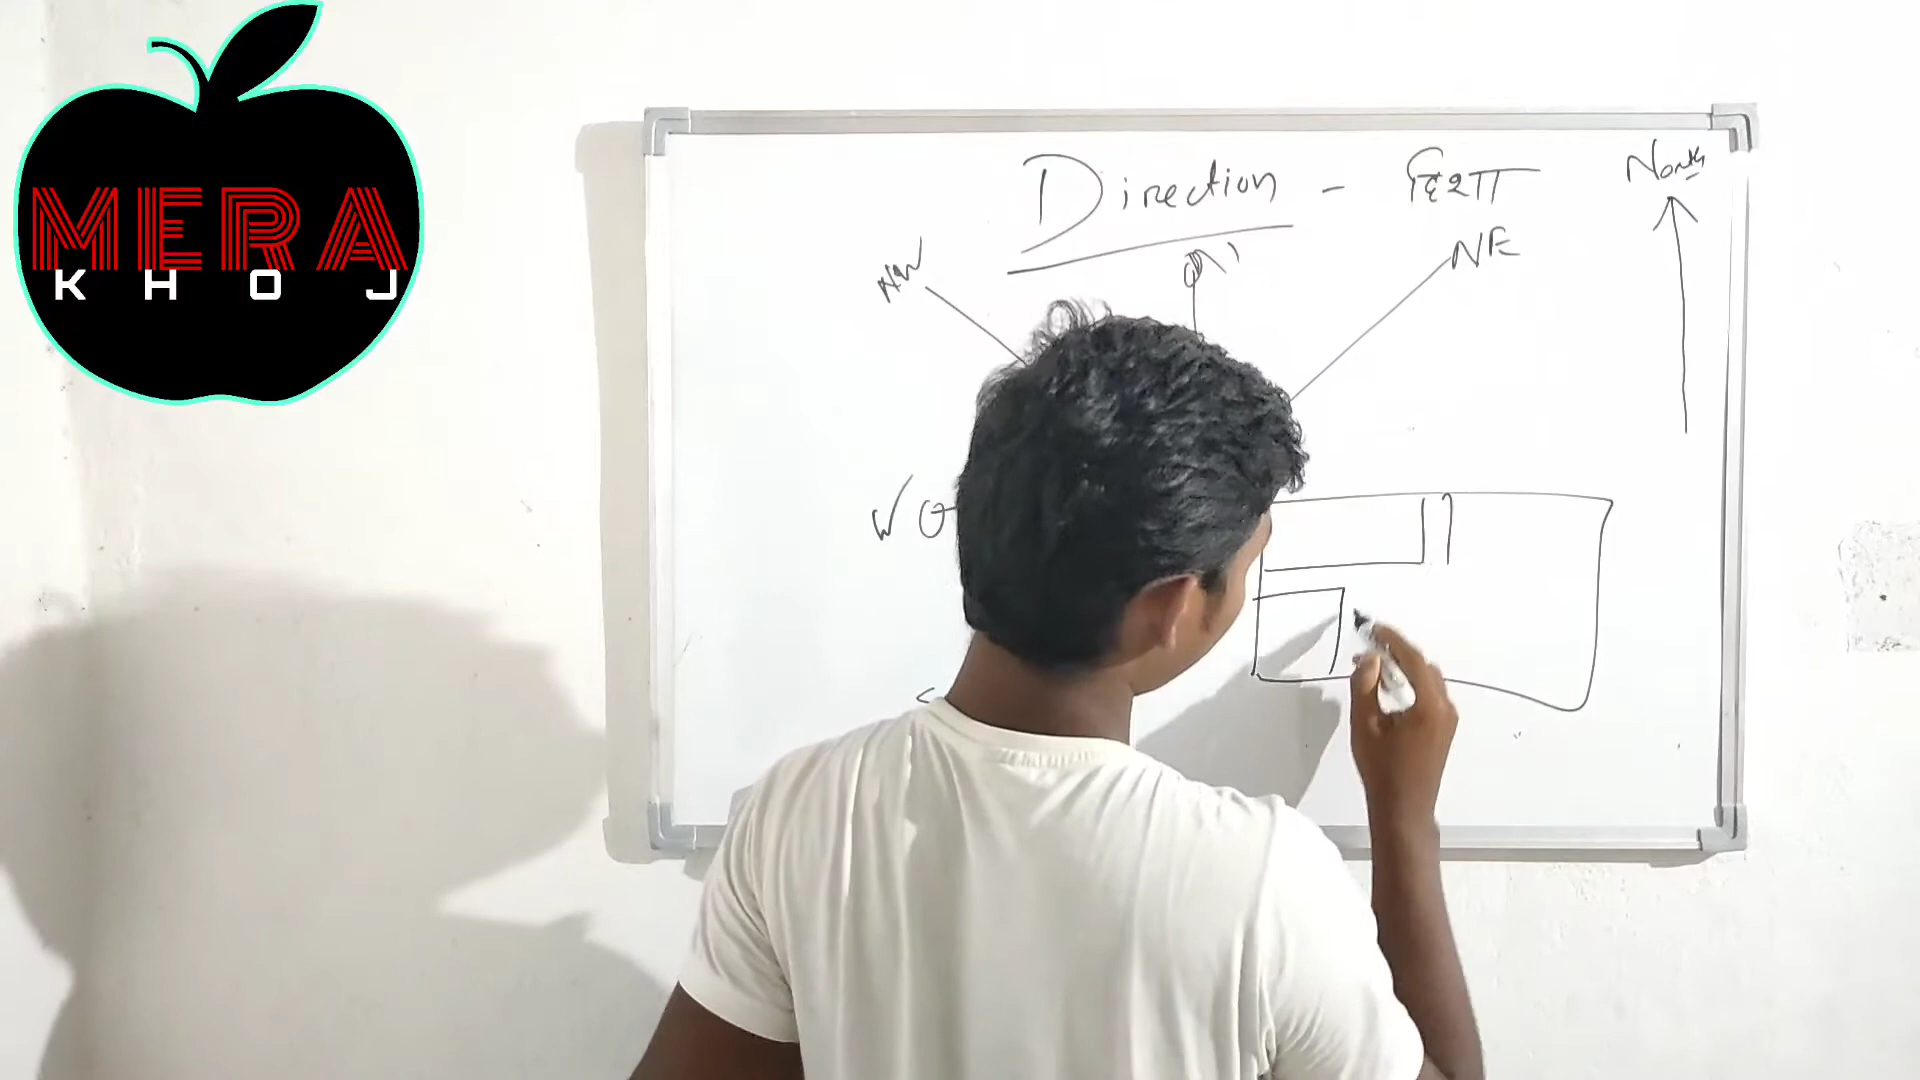 MERA
KHOJ
Direction - दिशा
North
NW
NE
W